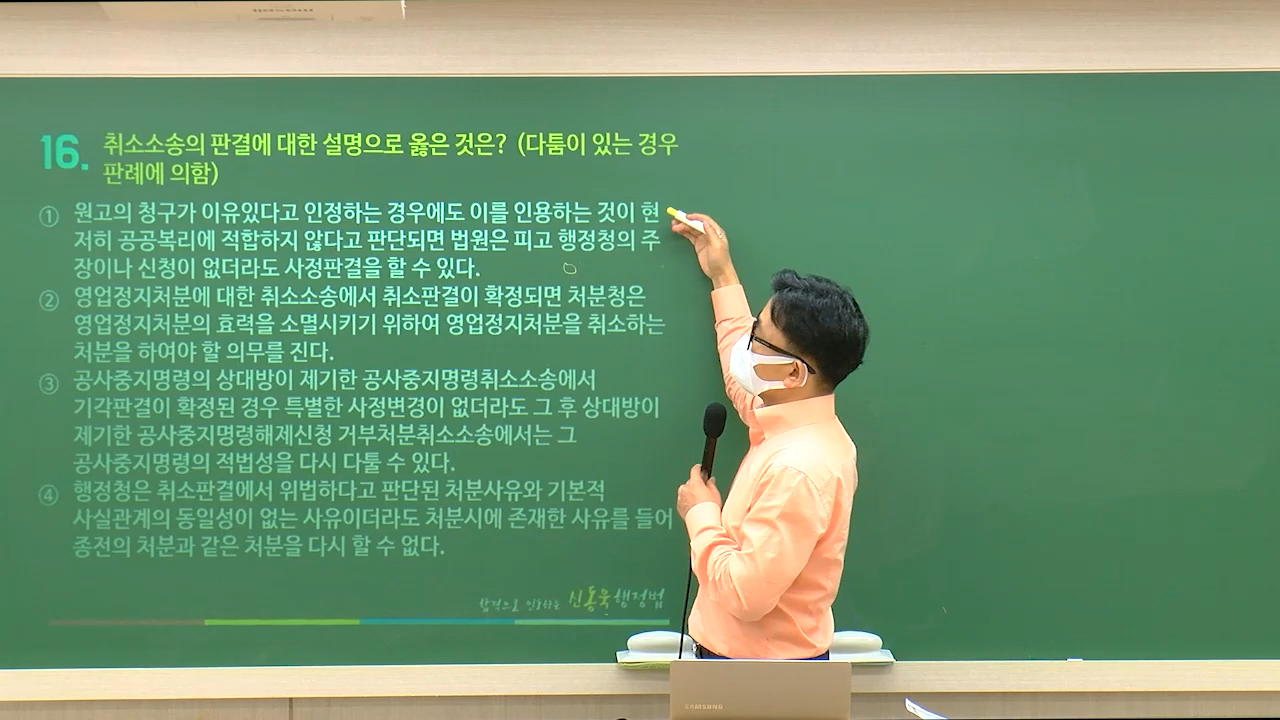 16. 취소소송의 판결에 대한 설명으로 옳은 것은? (다툼이 있는 경우
판례에 의함)
① 원고의 청구가 이유있다고 인정하는 경우에도 이를 인용하는 것이 현
저히 공공복리에 적합하지 않다고 판단되면 법원은 피고 행정청의 주
장이나 신청이 없더라도 사정판결을 할 수 있다.
② 영업정지처분에 대한 취소소송에서 취소판결이 확정되면 처분청은
영업정지처분의 효력을 소멸시키기 위하여 영업정지처분을 취소하는
처분을 하여야 할 의무를 진다.
③ 공사중지명령의 상대방이 제기한 공사중지명령취소소송에서
기각판결이 확정된 경우 특별한 사정변경이 없더라도 그 후 상대방이
제기한 공사중지명령해제신청 거부처분취소소송에서는 그
공사중지명령의 적법성을 다시 다툴 수 있다.
④ 행정청은 취소판결에서 위법하다고 판단된 처분사유와 기본적
사실관계의 동일성이 없는 사유이더라도 처분시에 존재한 사유를 들어
종전의 처분과 같은 처분을 다시 할 수 없다.
합격으로 인도하는 신동욱 행정법
SAMSUNG